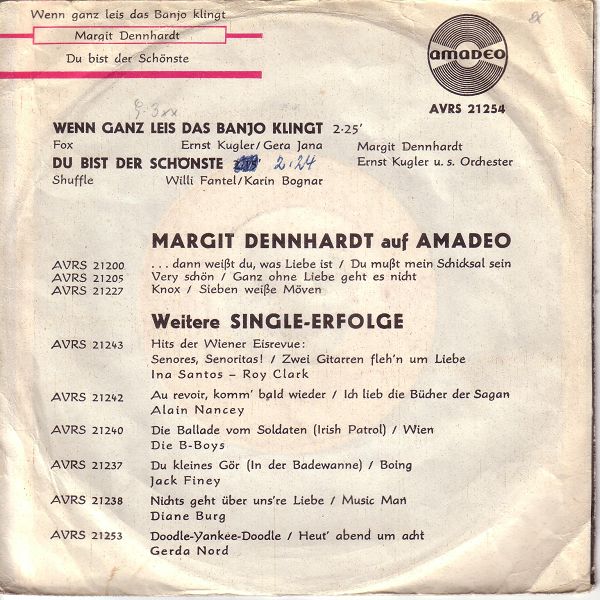 Wenn ganz leis das Banjo klingt
Margit Dennhardt
Du bist der Schönste
amadeo
AVRS 21254
WENN GANZ LEIS DAS BANJO KLINGT 2·25'
Fox Ernst Kugler/Gera Jana Margit Dennhardt
DU BIST DER SCHÖNSTE 2.24 Ernst Kugler u. s. Orchester
Shuffle Willi Fantel/Karin Bognar
MARGIT DENNHARDT auf AMADEO
AVRS 21200 . . . dann weißt du, was Liebe ist / Du mußt mein Schicksal sein
AVRS 21205 Very schön / Ganz ohne Liebe geht es nicht
AVRS 21227 Knox / Sieben weiße Möven
Weitere SINGLE-ERFOLGE
AVRS 21243 Hits der Wiener Eisrevue:
Senores, Senoritas! / Zwei Gitarren fleh'n um Liebe
Ina Santos – Roy Clark
AVRS 21242 Au revoir, komm' bald wieder / Ich lieb die Bücher der Sagan
Alain Nancey
AVRS 21240 Die Ballade vom Soldaten (Irish Patrol) / Wien
Die B-Boys
AVRS 21237 Du kleines Gör (In der Badewanne) / Boing
Jack Finey
AVRS 21238 Nichts geht über uns're Liebe / Music Man
Diane Burg
AVRS 21253 Doodle-Yankee-Doodle / Heut' abend um acht
Gerda Nord